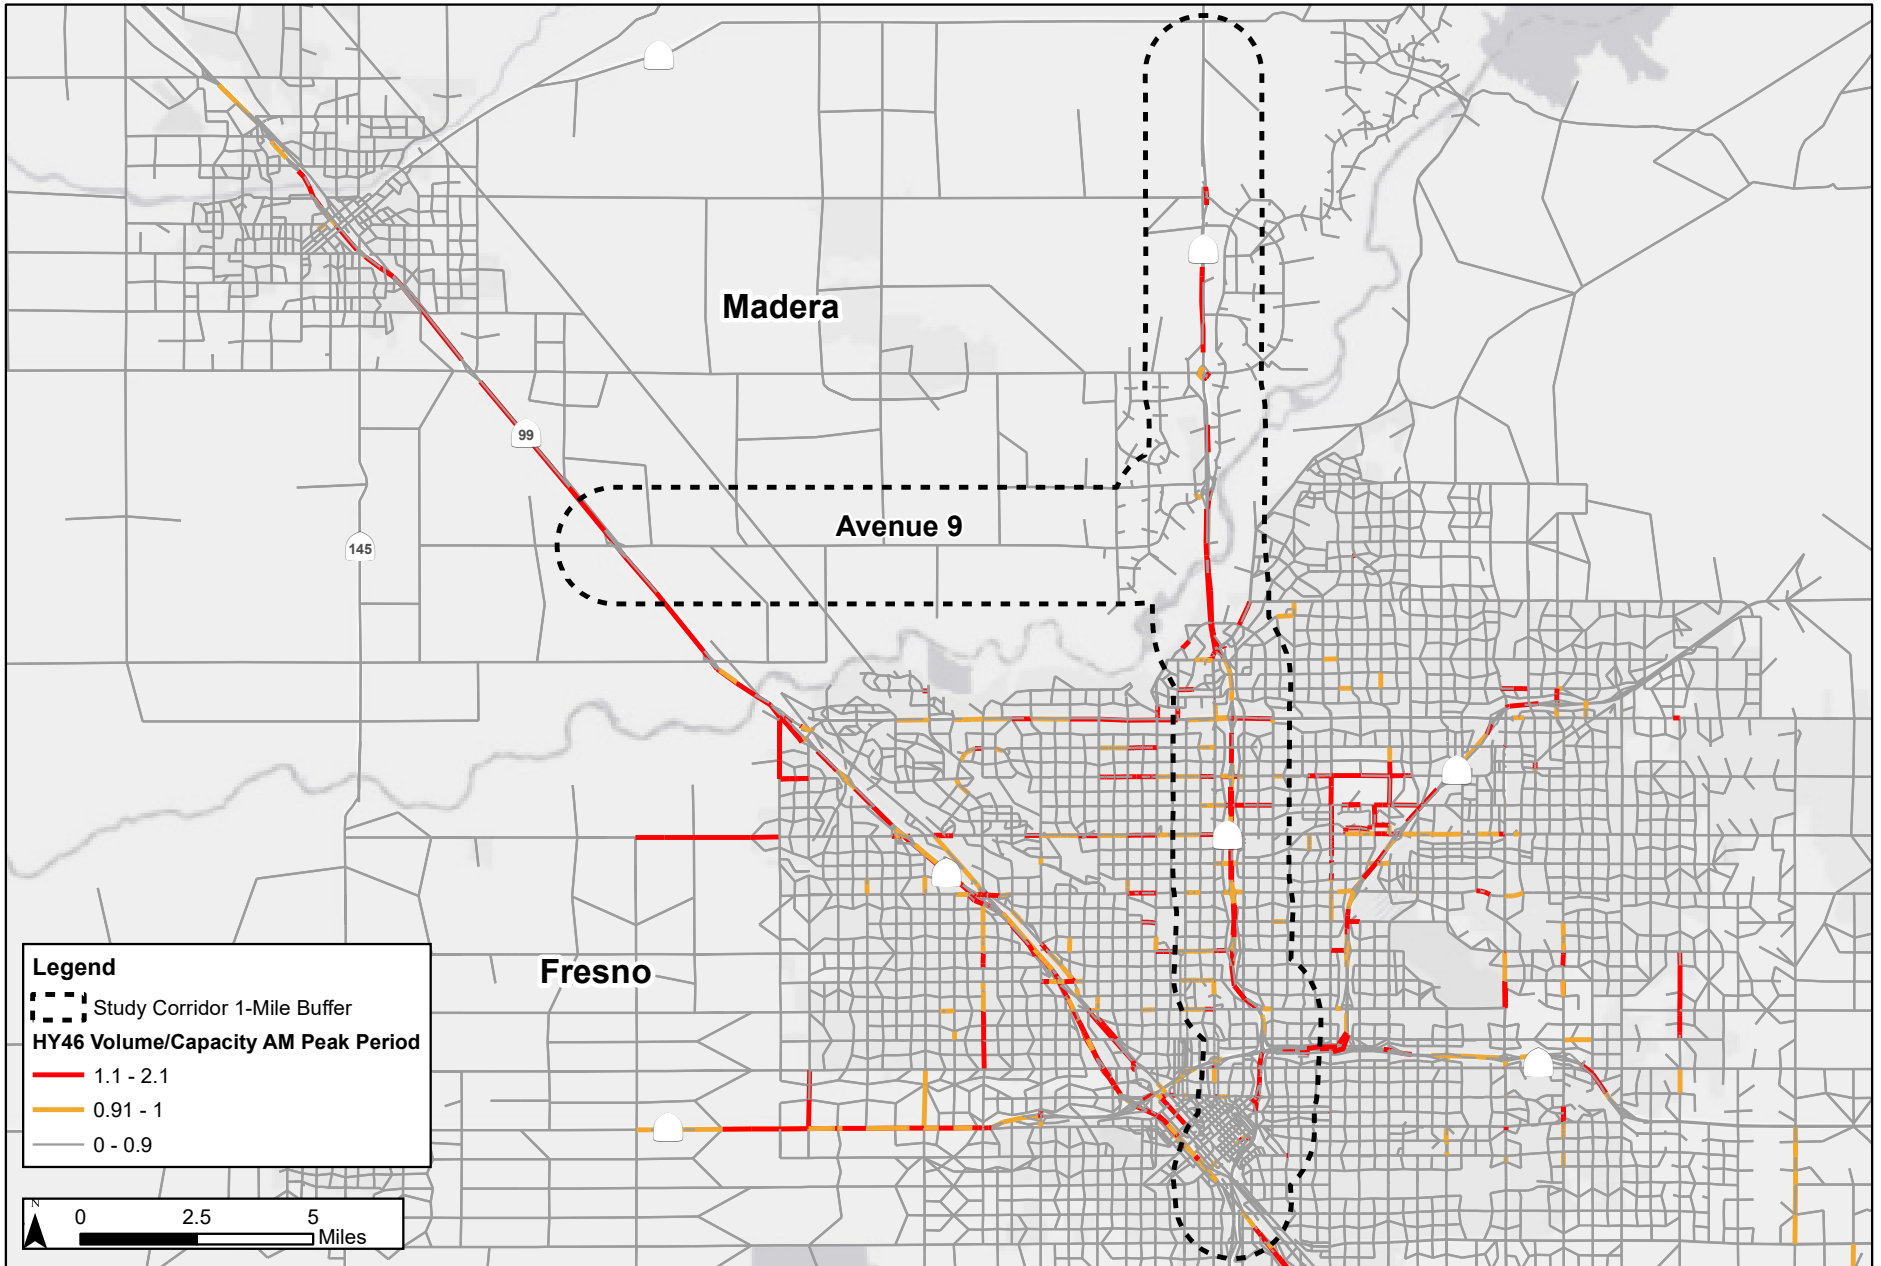 Madera
99
Avenue 9
145
Fresno
Legend
Study Corridor 1-Mile Buffer
HY46 Volume/Capacity AM Peak Period
1.1 - 2.1
0.91 - 1
0 - 0.9
N
0 2.5 5
Miles